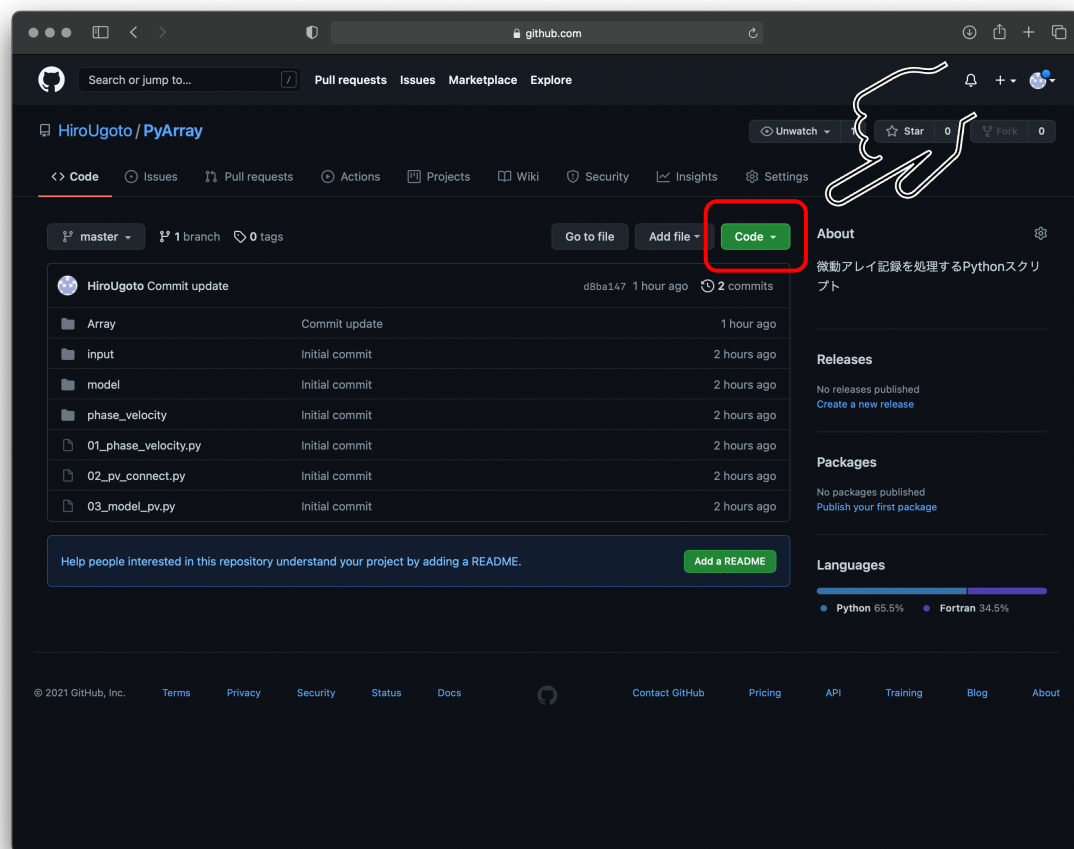 github.com
Search or jump to... /
Pull requests Issues Marketplace Explore
HiroUgoto / PyArray
Unwatch
Star 0
Fork 0
Code Issues Pull requests Actions Projects Wiki Security Insights Settings
master 1 branch 0 tags
Go to file Add file Code
About
微動アレイ記録を処理するPythonスクリ
プト
HiroUgoto Commit update d8ba147 1 hour ago 2 commits
Array Commit update 1 hour ago
input Initial commit 2 hours ago
model Initial commit 2 hours ago
phase_velocity Initial commit 2 hours ago
01_phase_velocity.py Initial commit 2 hours ago
02_pv_connect.py Initial commit 2 hours ago
03_model_pv.py Initial commit 2 hours ago
Help people interested in this repository understand your project by adding a README. Add a README
Releases
No releases published
Create a new release
Packages
No packages published
Publish your first package
Languages
Python 65.5% Fortran 34.5%
© 2021 GitHub, Inc. Terms Privacy Security Status Docs Contact GitHub Pricing API Training Blog About